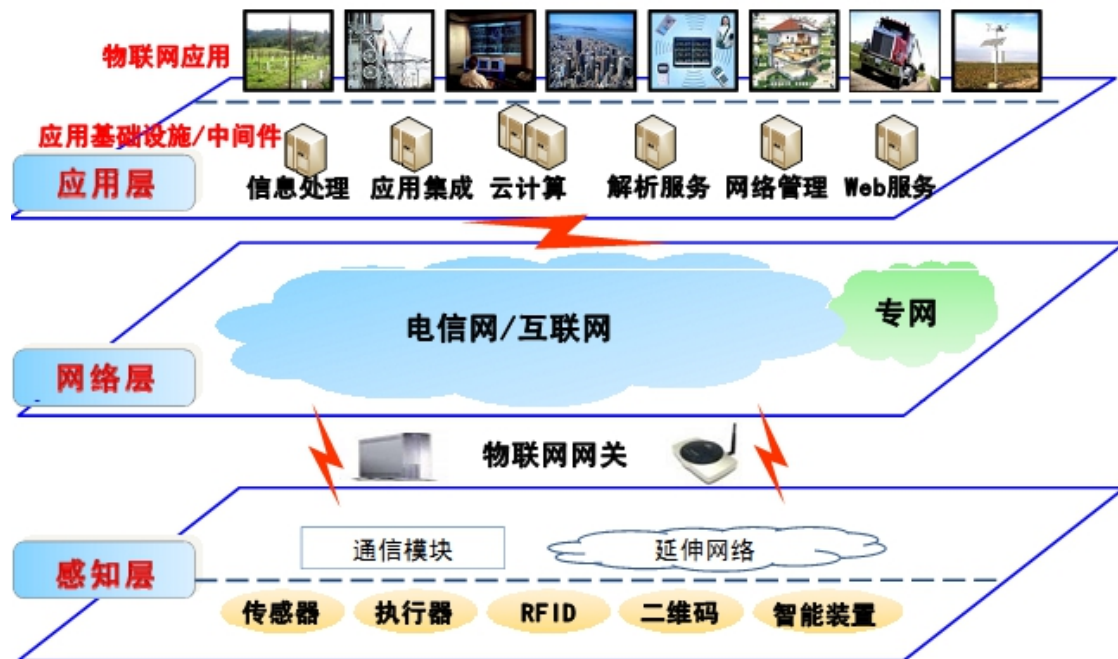 物联网应用
应用基础设施/中间件
应用层
信息处理 应用集成 云计算 解析服务 网络管理 Web服务
电信网/互联网 专网
网络层
物联网网关
通信模块 延伸网络
感知层
传感器 执行器 RFID 二维码 智能装置